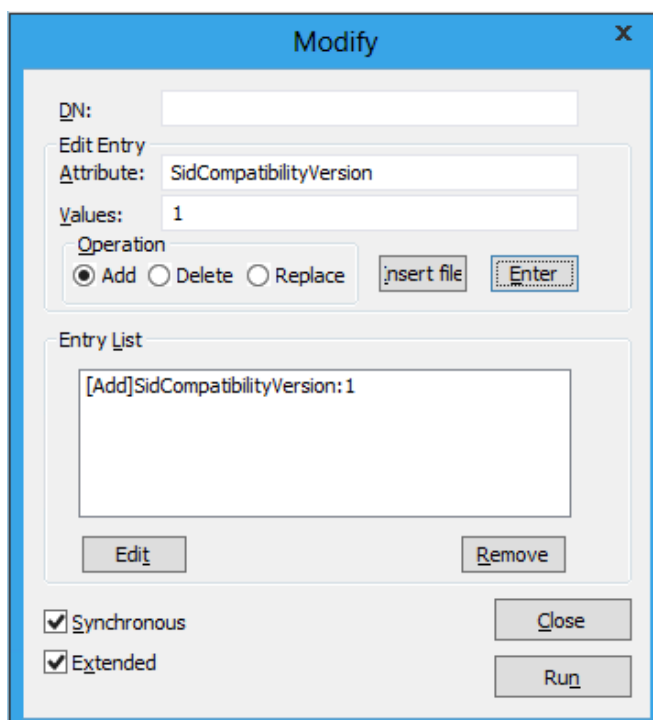 Modify
x
DN:
Edit Entry
Attribute: SidCompatibilityVersion
Values: 1
Operation
Add Delete Replace Insert file Enter
Entry List
[Add]SidCompatibilityVersion:1
Edit Remove
Synchronous Close
Extended
Run